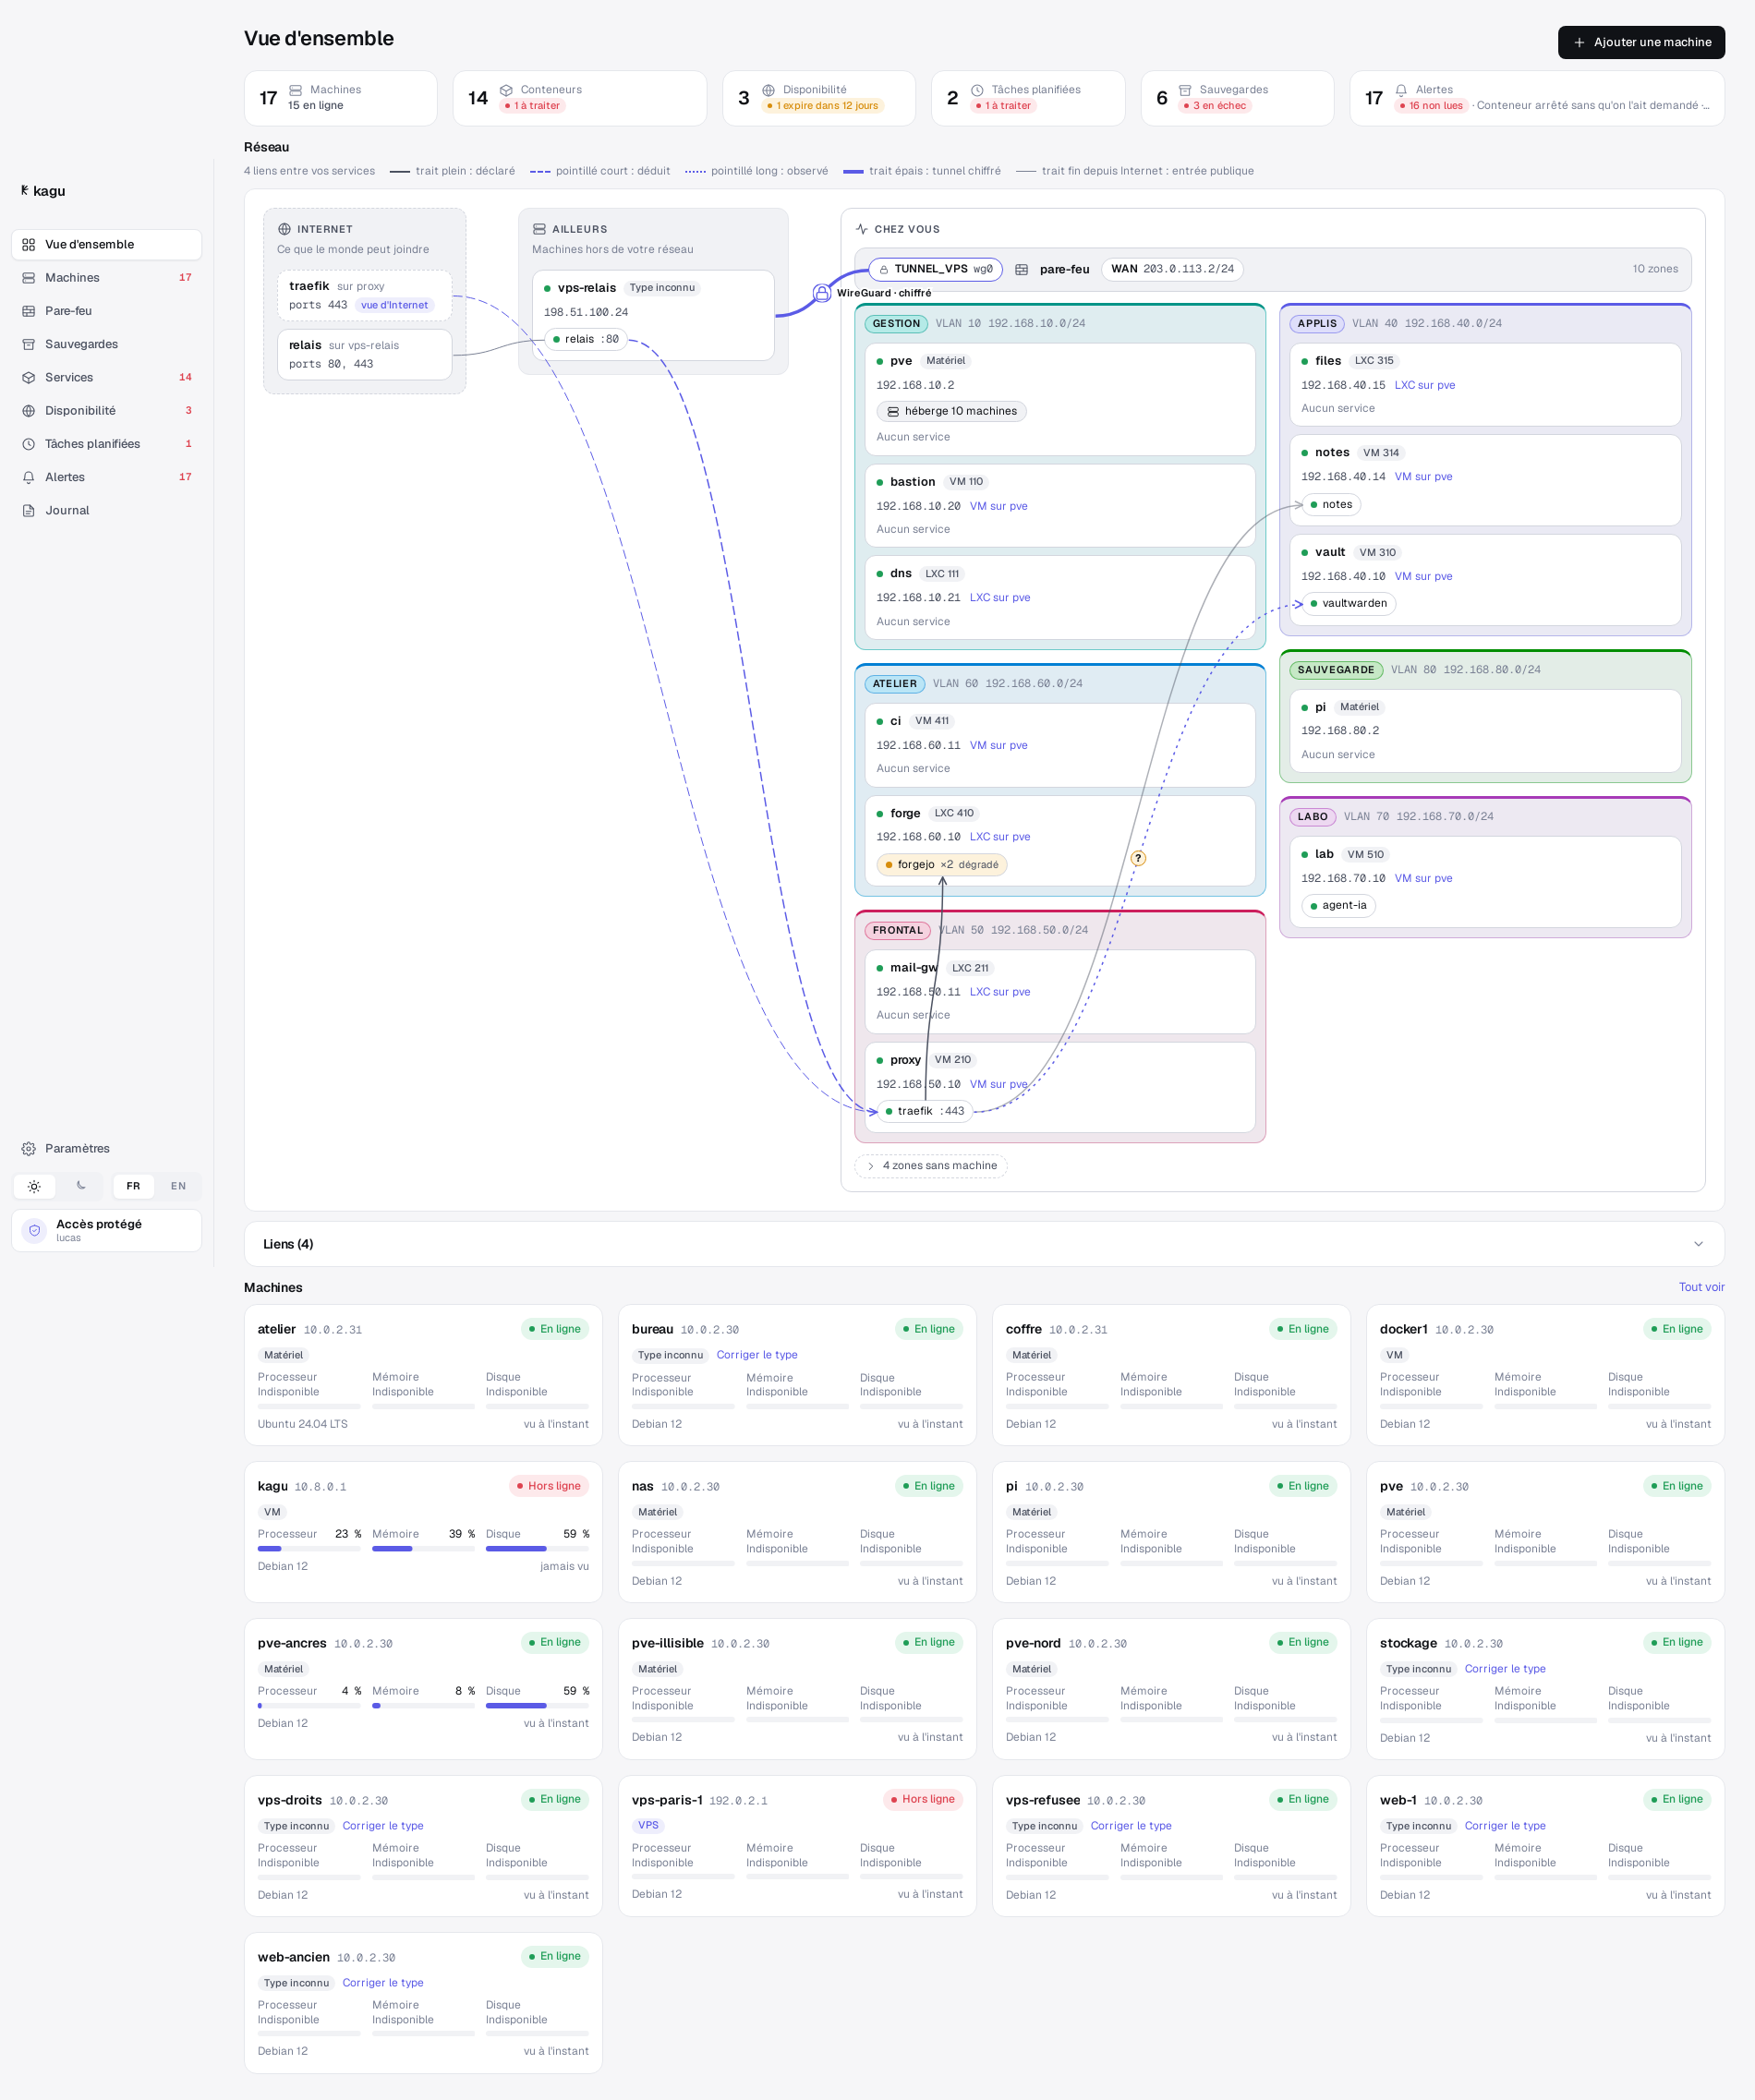 Vue d'ensemble
Ajouter une machine
17 Machines
15 en ligne
14 Conteneurs
1 à traiter
3 Disponibilité
1 expire dans 12 jours
2 Tâches planifiées
1 à traiter
6 Sauvegardes
3 en échec
17 Alertes
16 non lues · Conteneur arrêté sans qu'on l'ait demandé ·…
kagu
Vue d'ensemble
Machines 17
Pare-feu
Sauvegardes
Services 14
Disponibilité 3
Tâches planifiées 1
Alertes 17
Journal
Paramètres
FR EN
Accès protégé
lucas
Réseau
4 liens entre vos services trait plein : déclaré pointillé court : déduit pointillé long : observé trait épais : tunnel chiffré trait fin depuis Internet : entrée publique
INTERNET
Ce que le monde peut joindre
traefik sur proxy
ports 443 vue d'Internet
relais sur vps-relais
ports 80, 443
AILLEURS
Machines hors de votre réseau
vps-relais Type inconnu
198.51.100.24
relais :80
WireGuard · chiffré
CHEZ VOUS
TUNNEL_VPS wg0 pare-feu WAN 203.0.113.2/24 10 zones
GESTION VLAN 10 192.168.10.0/24
pve Matériel
192.168.10.2
héberge 10 machines
Aucun service
bastion VM 110
192.168.10.20 VM sur pve
Aucun service
dns LXC 111
192.168.10.21 LXC sur pve
Aucun service
ATELIER VLAN 60 192.168.60.0/24
ci VM 411
192.168.60.11 VM sur pve
Aucun service
forge LXC 410
192.168.60.10 LXC sur pve
forgejo ×2 dégradé
FRONTAL VLAN 50 192.168.50.0/24
mail-gw LXC 211
192.168.50.11 LXC sur pve
Aucun service
proxy VM 210
192.168.50.10 VM sur pve
traefik :443
4 zones sans machine
APPLIS VLAN 40 192.168.40.0/24
files LXC 315
192.168.40.15 LXC sur pve
Aucun service
notes VM 314
192.168.40.14 VM sur pve
notes
vault VM 310
192.168.40.10 VM sur pve
vaultwarden
?
SAUVEGARDE VLAN 80 192.168.80.0/24
pi Matériel
192.168.80.2
Aucun service
LABO VLAN 70 192.168.70.0/24
lab VM 510
192.168.70.10 VM sur pve
agent-ia
Liens (4)
Machines Tout voir
atelier 10.0.2.31 En ligne
Matériel
Processeur Mémoire Disque
Indisponible Indisponible Indisponible
Ubuntu 24.04 LTS vu à l'instant
bureau 10.0.2.30 En ligne
Type inconnu Corriger le type
Processeur Mémoire Disque
Indisponible Indisponible Indisponible
Debian 12 vu à l'instant
coffre 10.0.2.31 En ligne
Matériel
Processeur Mémoire Disque
Indisponible Indisponible Indisponible
Debian 12 vu à l'instant
docker1 10.0.2.30 En ligne
VM
Processeur Mémoire Disque
Indisponible Indisponible Indisponible
Debian 12 vu à l'instant
kagu 10.8.0.1 Hors ligne
VM
Processeur 23 % Mémoire 39 % Disque 59 %
Debian 12 jamais vu
nas 10.0.2.30 En ligne
Matériel
Processeur Mémoire Disque
Indisponible Indisponible Indisponible
Debian 12 vu à l'instant
pi 10.0.2.30 En ligne
Matériel
Processeur Mémoire Disque
Indisponible Indisponible Indisponible
Debian 12 vu à l'instant
pve 10.0.2.30 En ligne
Matériel
Processeur Mémoire Disque
Indisponible Indisponible Indisponible
Debian 12 vu à l'instant
pve-ancres 10.0.2.30 En ligne
Matériel
Processeur 4 % Mémoire 8 % Disque 59 %
Debian 12 vu à l'instant
pve-illisible 10.0.2.30 En ligne
Matériel
Processeur Mémoire Disque
Indisponible Indisponible Indisponible
Debian 12 vu à l'instant
pve-nord 10.0.2.30 En ligne
Matériel
Processeur Mémoire Disque
Indisponible Indisponible Indisponible
Debian 12 vu à l'instant
stockage 10.0.2.30 En ligne
Type inconnu Corriger le type
Processeur Mémoire Disque
Indisponible Indisponible Indisponible
Debian 12 vu à l'instant
vps-droits 10.0.2.30 En ligne
Type inconnu Corriger le type
Processeur Mémoire Disque
Indisponible Indisponible Indisponible
Debian 12 vu à l'instant
vps-paris-1 192.0.2.1 Hors ligne
VPS
Processeur Mémoire Disque
Indisponible Indisponible Indisponible
Debian 12 vu à l'instant
vps-refusee 10.0.2.30 En ligne
Type inconnu Corriger le type
Processeur Mémoire Disque
Indisponible Indisponible Indisponible
Debian 12 vu à l'instant
web-1 10.0.2.30 En ligne
Type inconnu Corriger le type
Processeur Mémoire Disque
Indisponible Indisponible Indisponible
Debian 12 vu à l'instant
web-ancien 10.0.2.30 En ligne
Type inconnu Corriger le type
Processeur Mémoire Disque
Indisponible Indisponible Indisponible
Debian 12 vu à l'instant